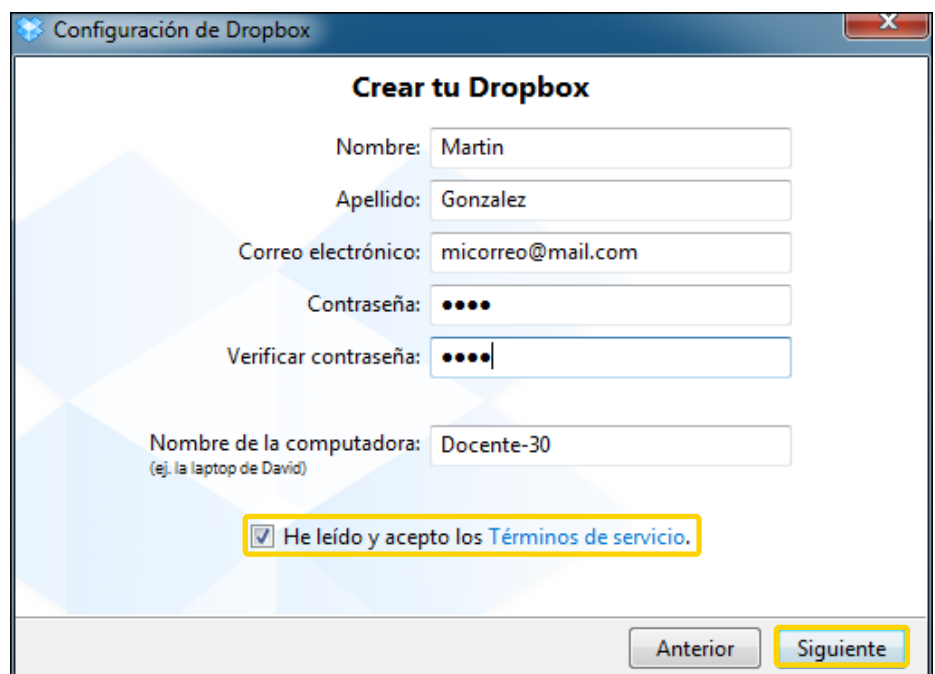 Configuración de Dropbox
Crear tu Dropbox
Nombre: Martin
Apellido: Gonzalez
Correo electrónico: micorreo@mail.com
Contraseña: ●●●●
Verificar contraseña: ●●●●
Nombre de la computadora: Docente-30
(ej. la laptop de David)
He leído y acepto los Términos de servicio.
Anterior Siguiente